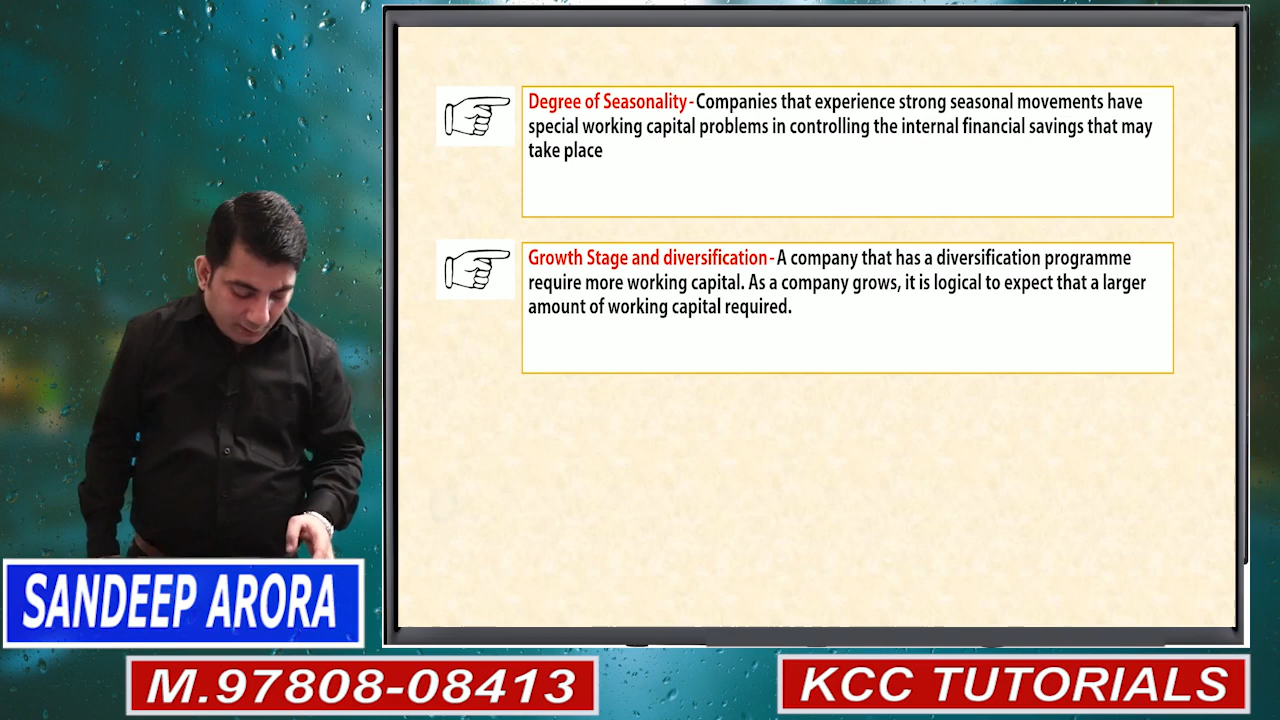 Degree of Seasonality - Companies that experience strong seasonal movements have
special working capital problems in controlling the internal financial savings that may
take place
Growth Stage and diversification - A company that has a diversification programme
require more working capital. As a company grows, it is logical to expect that a larger
amount of working capital required.
SANDEEP ARORA
M.97808-08413
KCC TUTORIALS